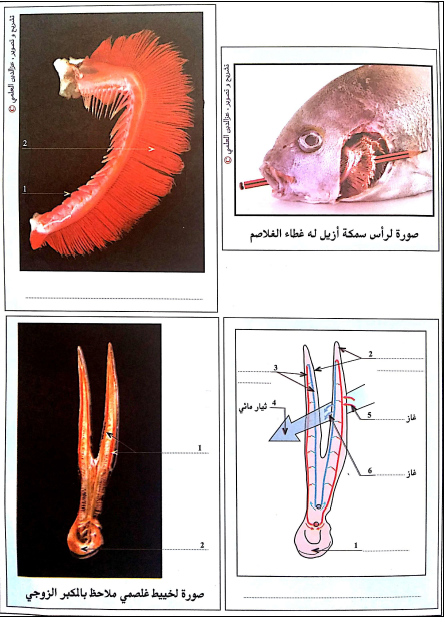 تشريح و تصوير، عزالدين العلمي ©
2
1
تشريح و تصوير، عزالدين العلمي ©
صورة لرأس سمكة أزيل له غطاء الغلاصم
1
2
صورة لخييط غلصمي ملاحظ بالمكبر الزوجي
2
3
4 تيار مائي
5 غاز
6 غاز
1